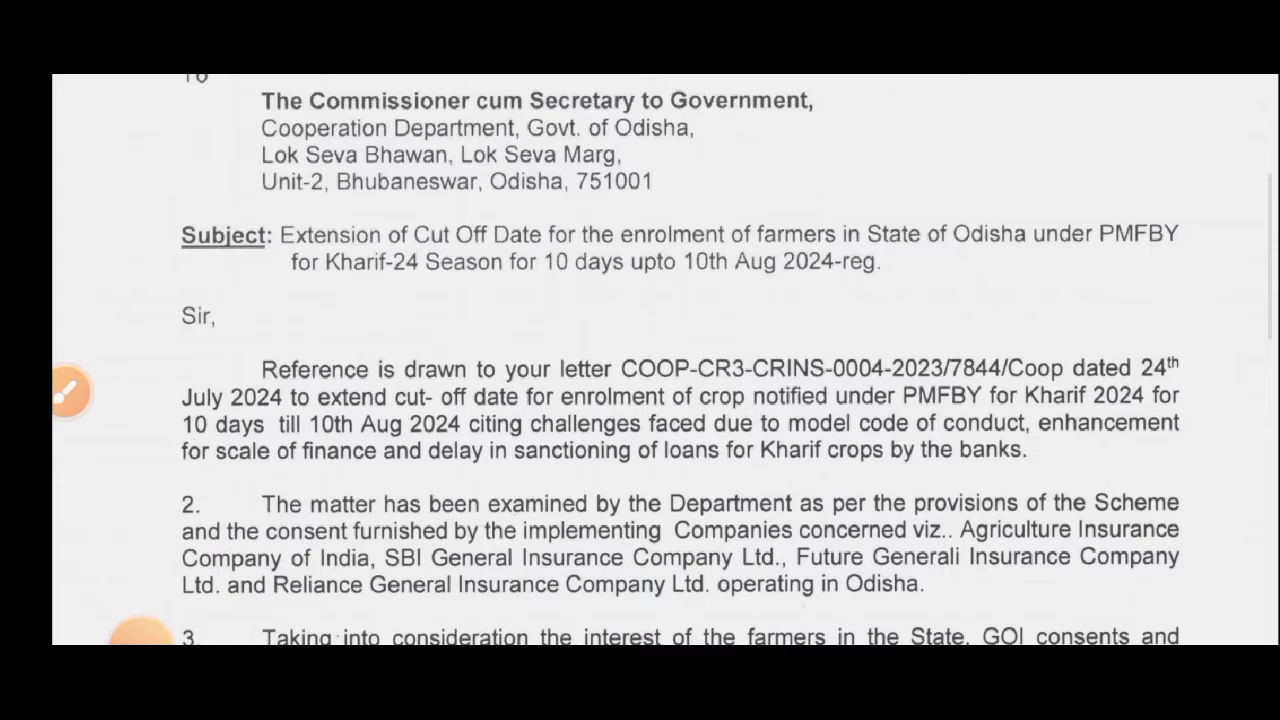 To
The Commissioner cum Secretary to Government,
Cooperation Department, Govt. of Odisha,
Lok Seva Bhawan, Lok Seva Marg,
Unit-2, Bhubaneswar, Odisha, 751001
Subject: Extension of Cut Off Date for the enrolment of farmers in State of Odisha under PMFBY
for Kharif-24 Season for 10 days upto 10th Aug 2024-reg.
Sir,
Reference is drawn to your letter COOP-CR3-CRINS-0004-2023/7844/Coop dated 24th
July 2024 to extend cut- off date for enrolment of crop notified under PMFBY for Kharif 2024 for
10 days till 10th Aug 2024 citing challenges faced due to model code of conduct, enhancement
for scale of finance and delay in sanctioning of loans for Kharif crops by the banks.
2. The matter has been examined by the Department as per the provisions of the Scheme
and the consent furnished by the implementing Companies concerned viz.. Agriculture Insurance
Company of India, SBI General Insurance Company Ltd., Future Generali Insurance Company
Ltd. and Reliance General Insurance Company Ltd. operating in Odisha.
3. Taking into consideration the interest of the farmers in the State, GOI consents and